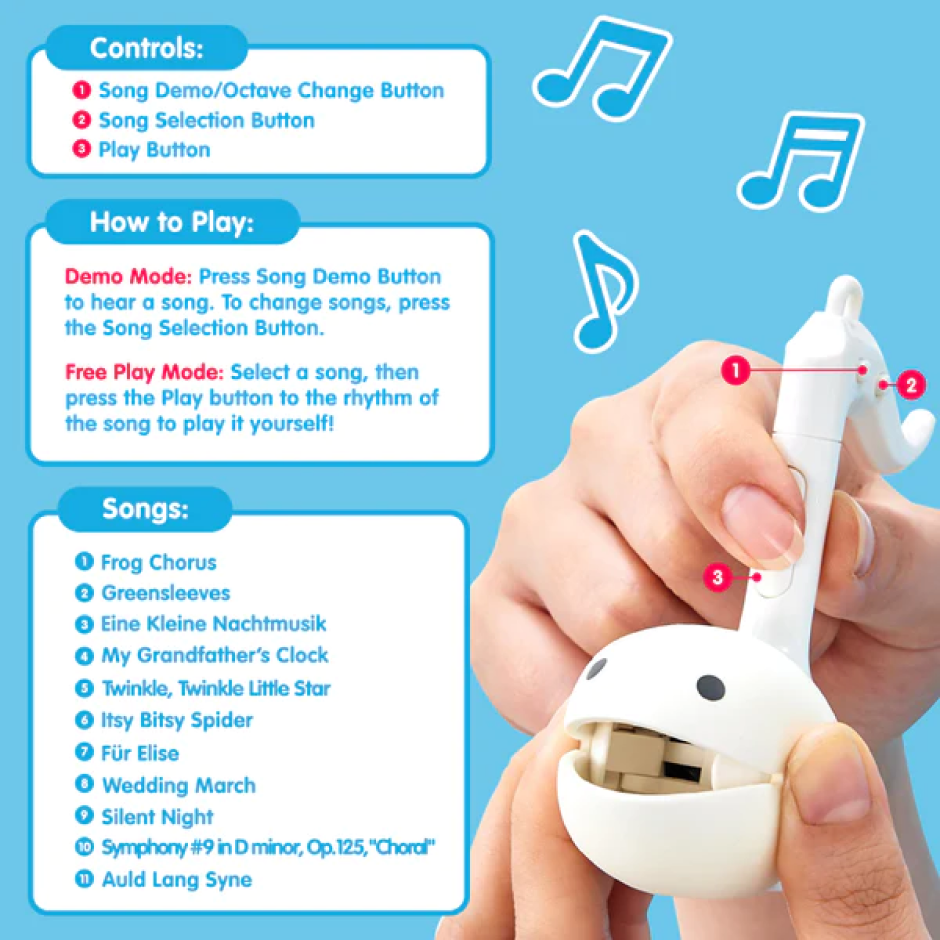 Controls:
1 Song Demo/Octave Change Button
2 Song Selection Button
3 Play Button
How to Play:
Demo Mode: Press Song Demo Button
to hear a song. To change songs, press
the Song Selection Button.
Free Play Mode: Select a song, then
press the Play button to the rhythm of
the song to play it yourself!
Songs:
1 Frog Chorus
2 Greensleeves
3 Eine Kleine Nachtmusik
4 My Grandfather's Clock
5 Twinkle, Twinkle Little Star
6 Itsy Bitsy Spider
7 Für Elise
8 Wedding March
9 Silent Night
10 Symphony #9 in D minor, Op.125, "Choral"
11 Auld Lang Syne
1
2
3